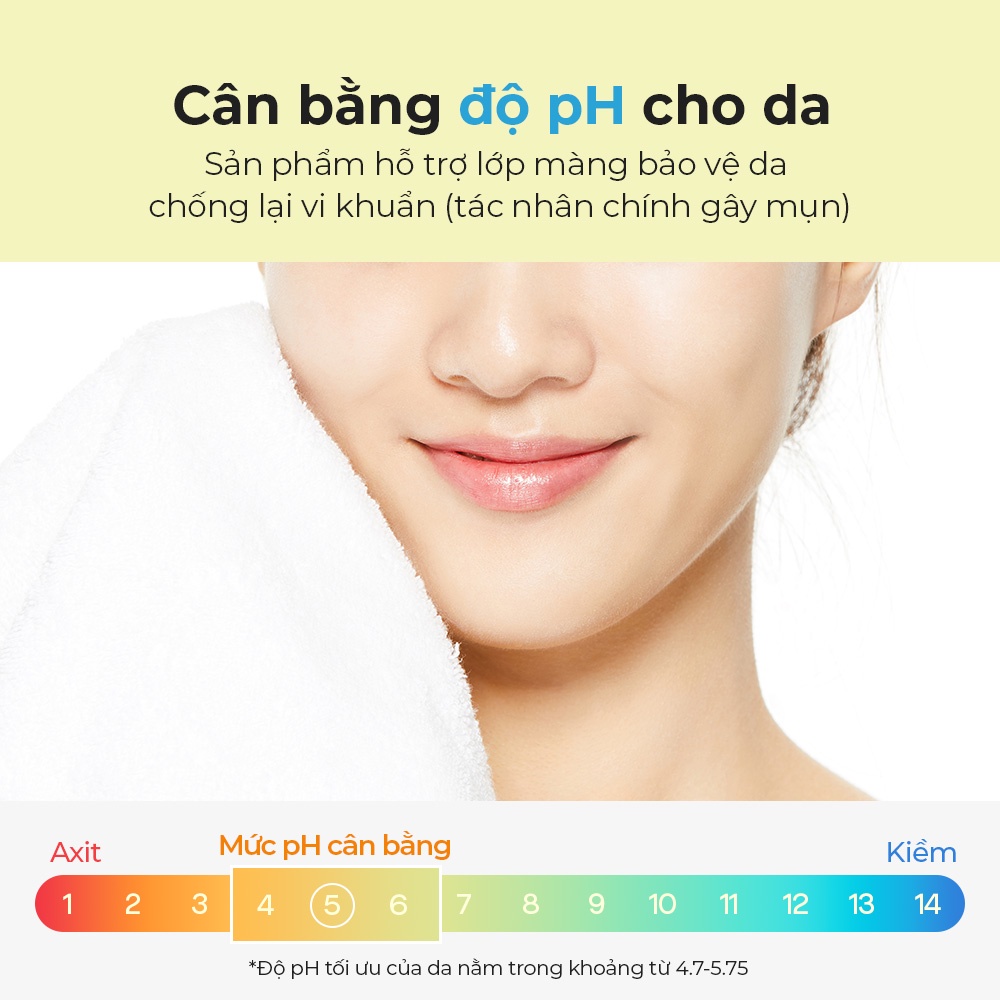 Cân bằng độ pH cho da
Sản phẩm hỗ trợ lớp màng bảo vệ da
chống lại vi khuẩn (tác nhân chính gây mụn)
Axit Mức pH cân bằng Kiềm
1 2 3 4 5 6 7 8 9 10 11 12 13 14
*Độ pH tối ưu của da nằm trong khoảng từ 4.7-5.75